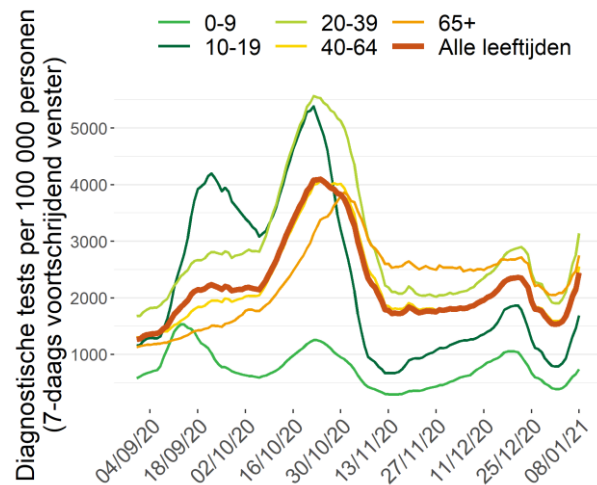 0-9 20-39 65+
10-19 40-64 Alle leeftijden
Diagnostische tests per 100 000 personen
(7-daags voortschrijdend venster)
5000
4000
3000
2000
1000
04/09/20 18/09/20 02/10/20 16/10/20 30/10/20 13/11/20 27/11/20 11/12/20 25/12/20 08/01/21